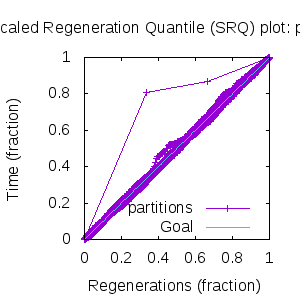 caled Regeneration Quantile (SRQ) plot: p
1
0.8
0.6
0.4
0.2
0
Time (fraction)
partitions
Goal
0 0.2 0.4 0.6 0.8 1
Regenerations (fraction)